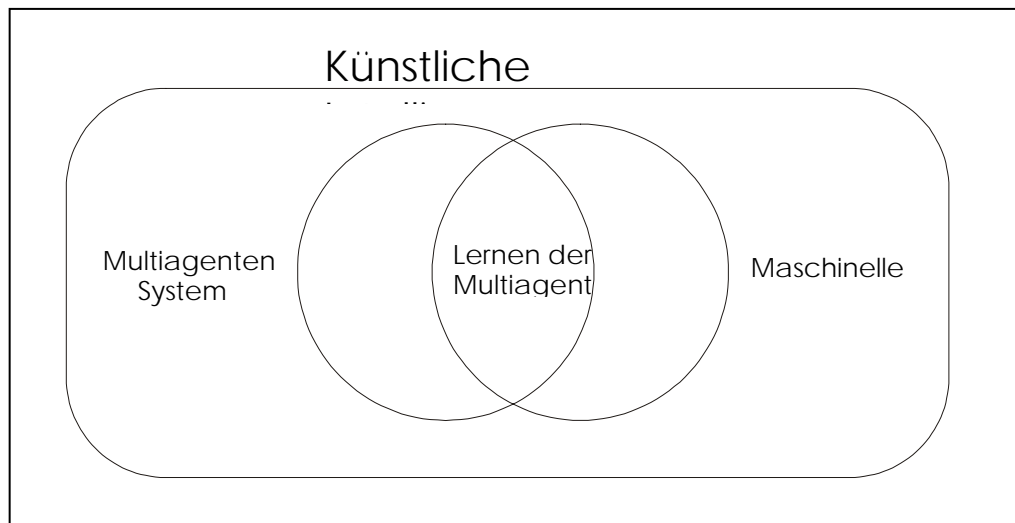 Künstliche
Multiagenten
System
Lernen der
Multiagent
Maschinelle